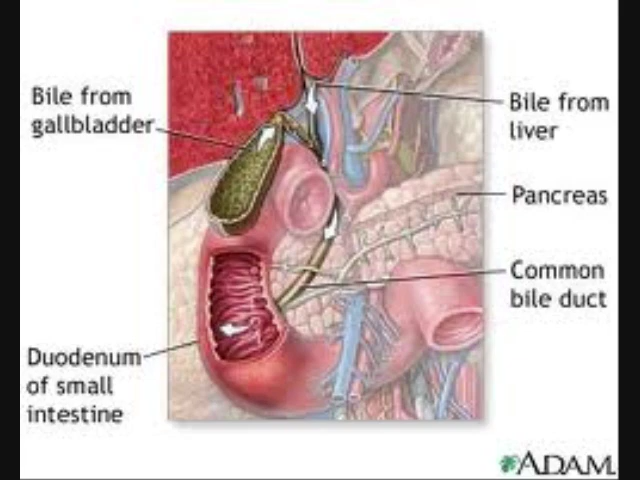 Bile from
gallbladder
Bile from
liver
Pancreas
Common
bile duct
Duodenum
of small
intestine
ADAM